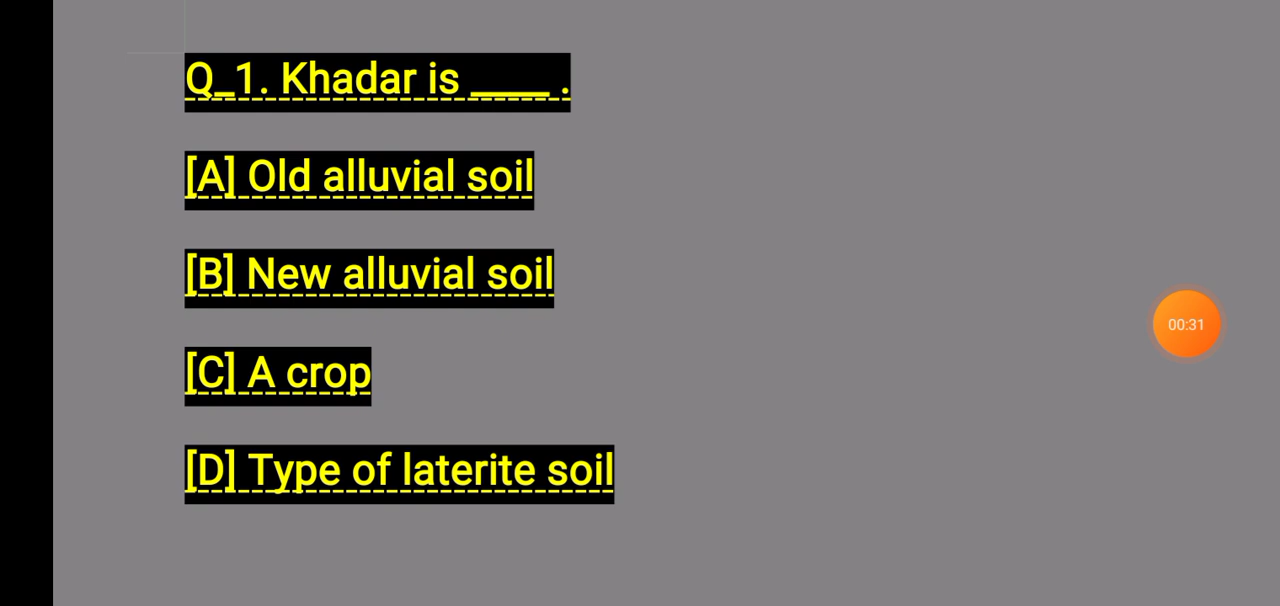 Q_1. Khadar is ____ .
[A] Old alluvial soil
[B] New alluvial soil
[C] A crop
[D] Type of laterite soil
00:31